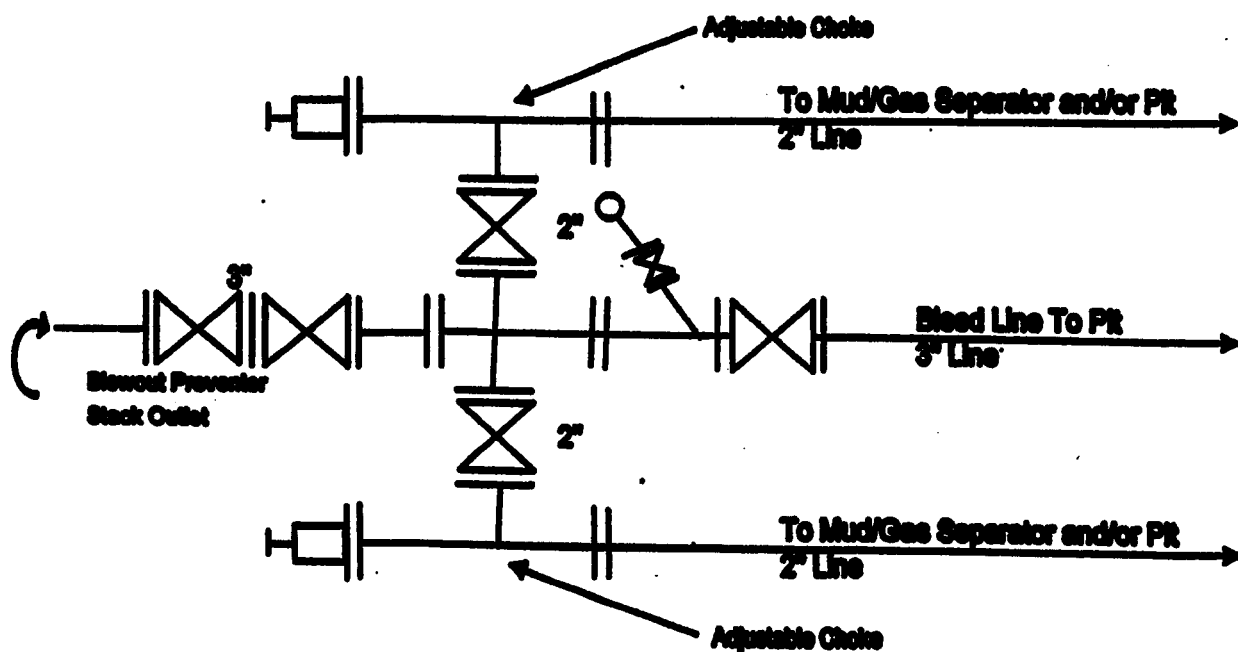 Adjustable Choke
To Mud/Gas Separator and/or Pit
2" Line
2"
3"
Bleed Line To Pit
3" Line
Blowout Preventer
Stack Outlet
2"
To Mud/Gas Separator and/or Pit
2" Line
Adjustable Choke